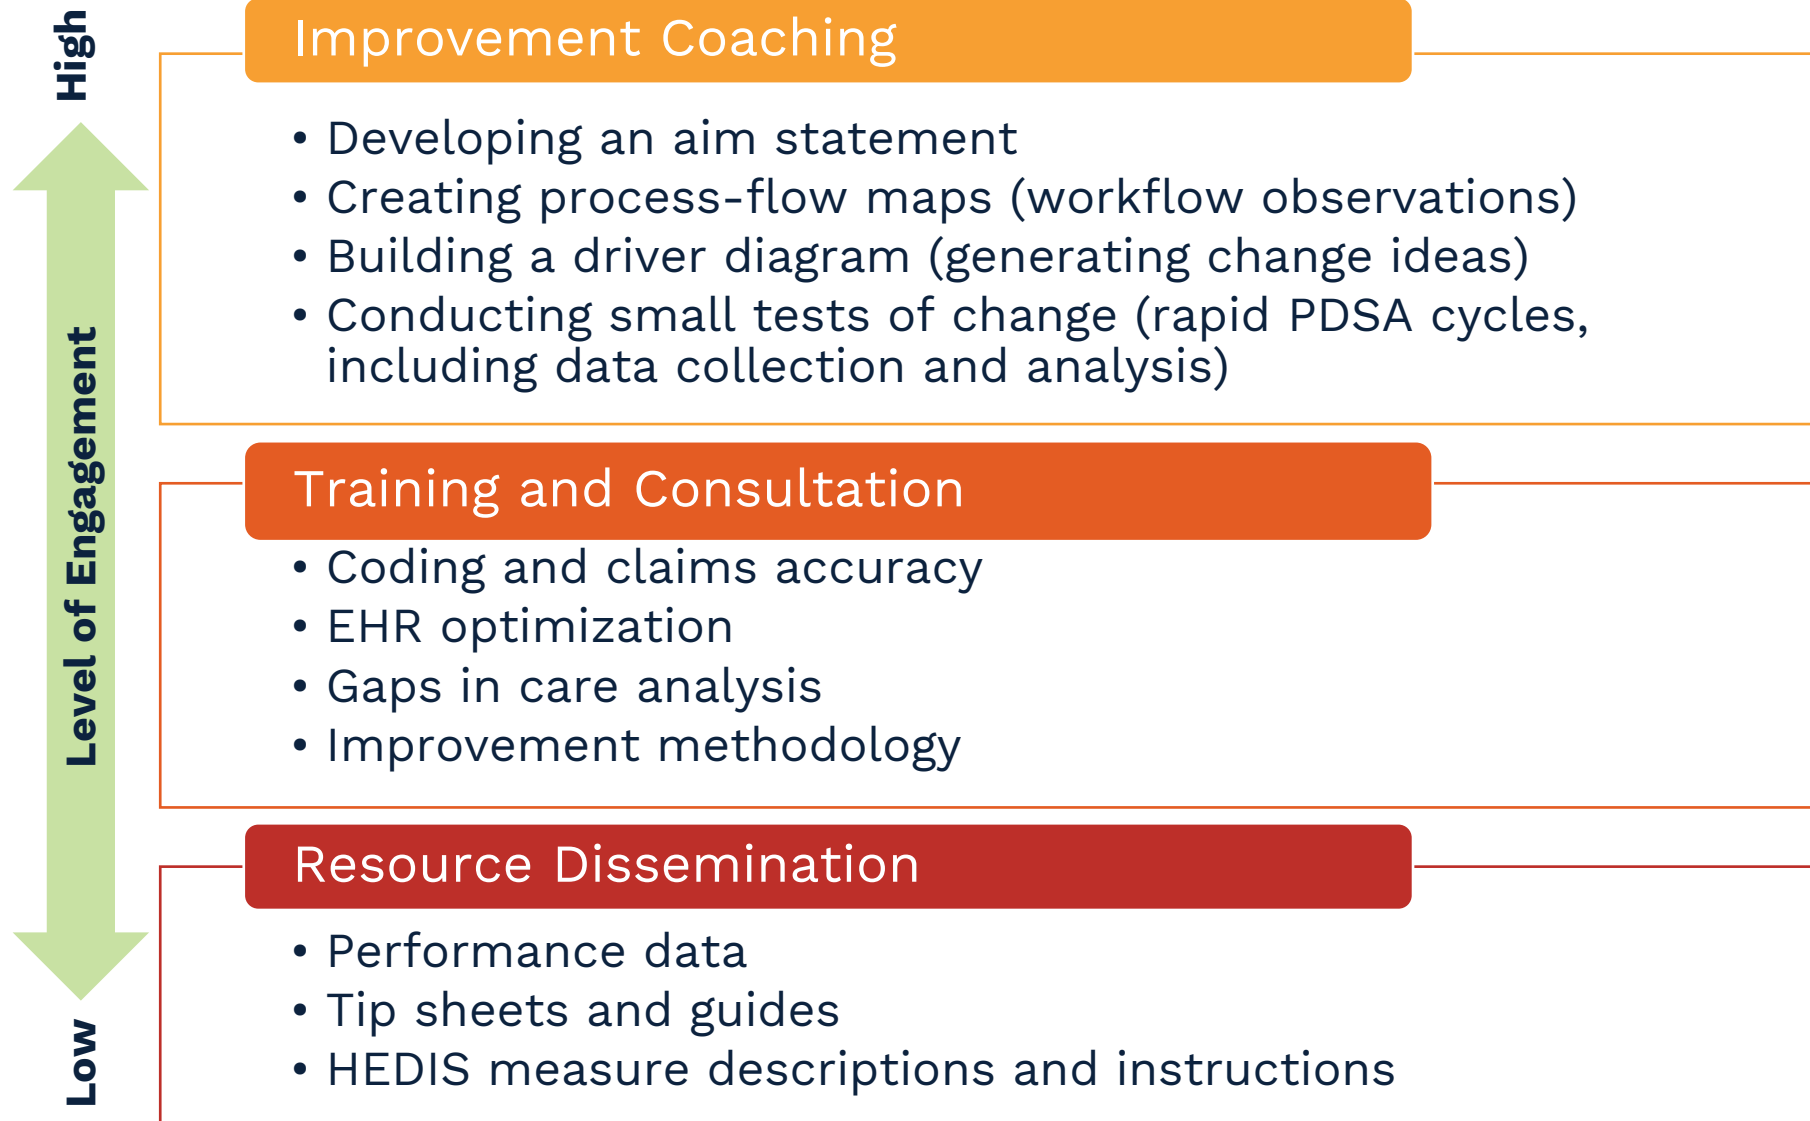 High
Level of Engagement
Low
Improvement Coaching
• Developing an aim statement
• Creating process-flow maps (workflow observations)
• Building a driver diagram (generating change ideas)
• Conducting small tests of change (rapid PDSA cycles,
including data collection and analysis)
Training and Consultation
• Coding and claims accuracy
• EHR optimization
• Gaps in care analysis
• Improvement methodology
Resource Dissemination
• Performance data
• Tip sheets and guides
• HEDIS measure descriptions and instructions